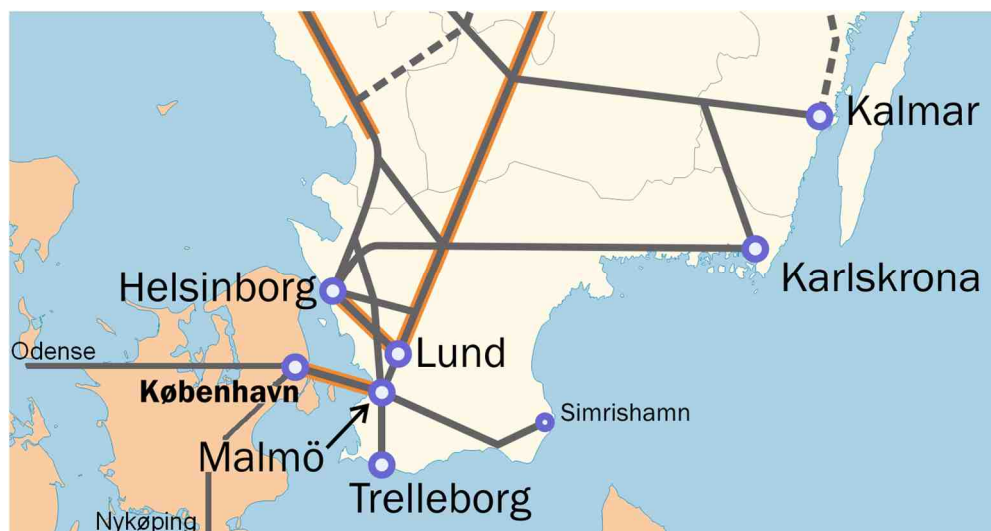 Kalmar
Karlskrona
Helsinborg
Odense
Lund
København
Simrishamn
Malmö
Trelleborg
Nykøping